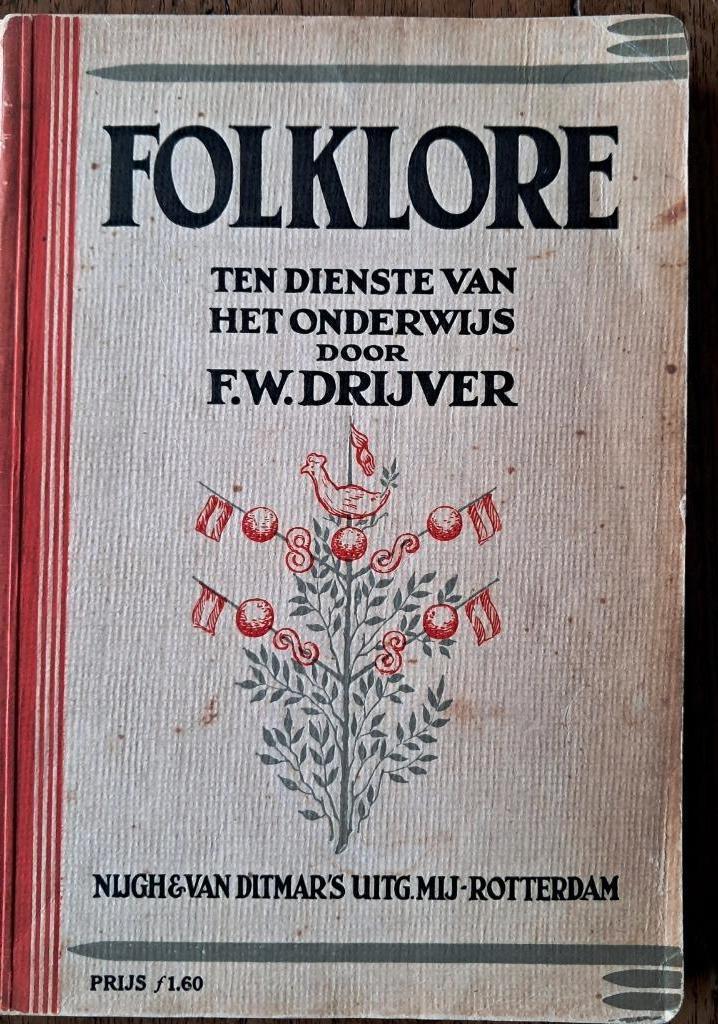 FOLKLORE
TEN DIENSTE VAN
HET ONDERWIJS
DOOR
F.W. DRIJVER
NIJGH & VAN DITMAR'S UITG. MIJ - ROTTERDAM
PRIJS ƒ1.60